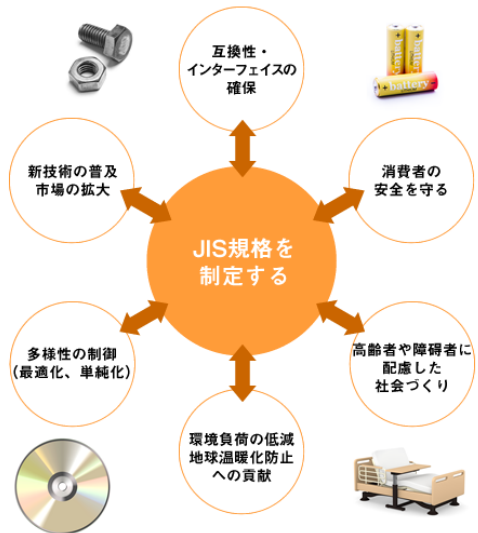 互換性・
インターフェイスの
確保
+battery
新技術の普及
市場の拡大
消費者の
安全を守る
JIS規格を
制定する
多様性の制御
(最適化、単純化)
高齢者や障碍者に
配慮した
社会づくり
環境負荷の低減
地球温暖化防止
への貢献